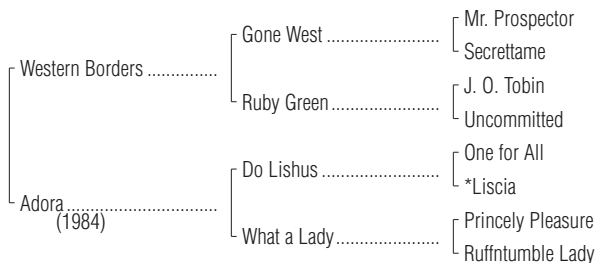 Mr. Prospector
Gone West
Secrettame
Western Borders
J. O. Tobin
Ruby Green
Uncommitted
One for All
Do Lishus
*Liscia
Adora
(1984)
Princely Pleasure
What a Lady
Ruffntumble Lady